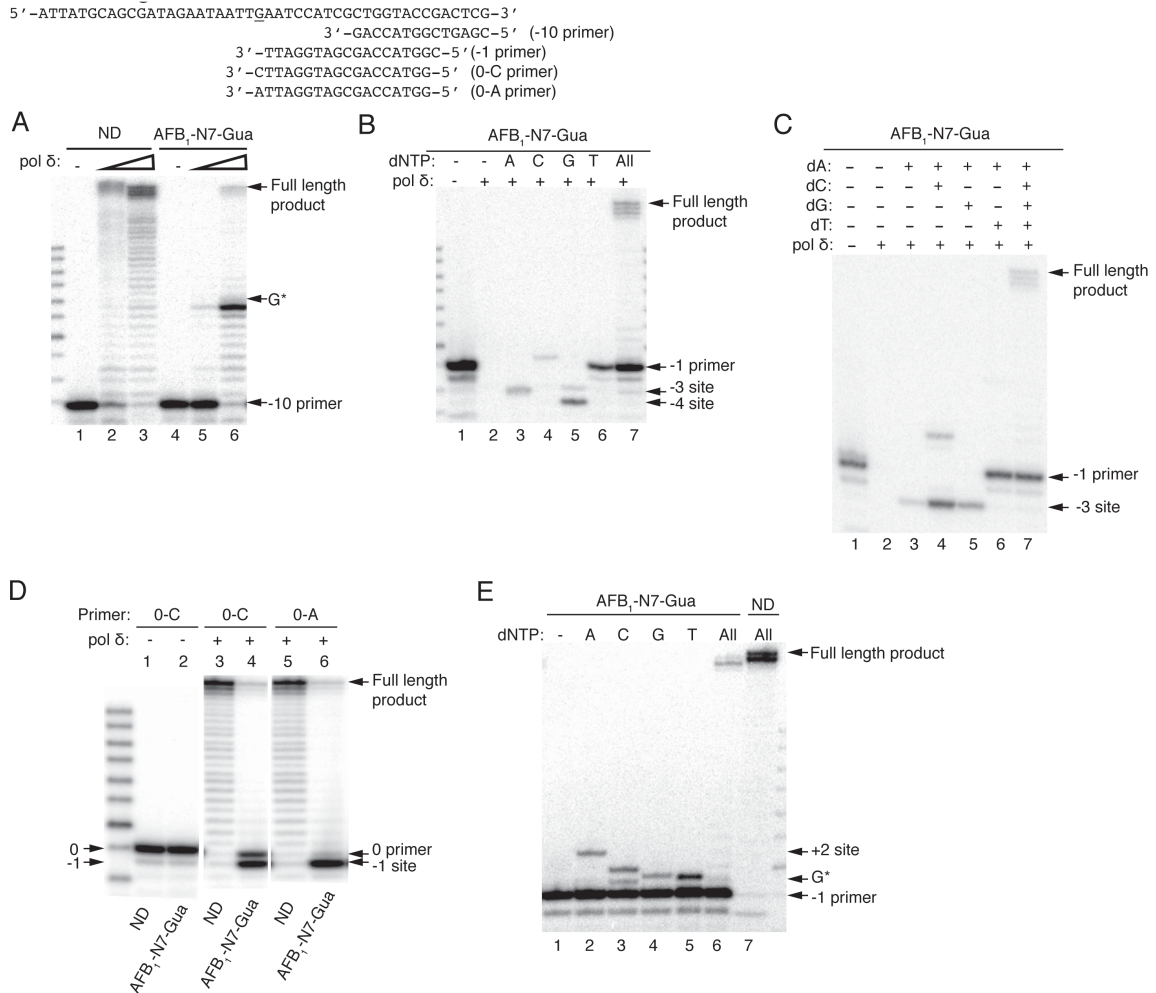 5'-ATTATGCAGCGATAGAATAATTGAATCCATCGCTGGTACCGACTCG-3'
3'-GACCATGGCTGAGC-5' (-10 primer)
3'-TTAGGTAGCGACCATGGC-5' (-1 primer)
3'-CTTAGGTAGCGACCATGG-5' (0-C primer)
3'-ATTAGGTAGCGACCATGG-5' (0-A primer)
A
ND AFB1-N7-Gua
pol δ: - -
Full length product
G*
-10 primer
1 2 3 4 5 6
B
AFB1-N7-Gua
dNTP: - - A C G T All
pol δ: - + + + + + +
Full length product
-1 primer
-3 site
-4 site
1 2 3 4 5 6 7
C
AFB1-N7-Gua
dA: - - + + + + +
dC: - - - + - - +
dG: - - - - + - +
dT: - - - - - + +
pol δ: - + + + + + +
Full length product
-1 primer
-3 site
1 2 3 4 5 6 7
D
Primer: 0-C 0-C 0-A
pol δ: - - + + + +
1 2 3 4 5 6
Full length product
0
-1
0 primer
-1 site
ND AFB1-N7-Gua ND AFB1-N7-Gua ND AFB1-N7-Gua
E
AFB1-N7-Gua ND
dNTP: - A C G T All All
Full length product
+2 site
G*
-1 primer
1 2 3 4 5 6 7